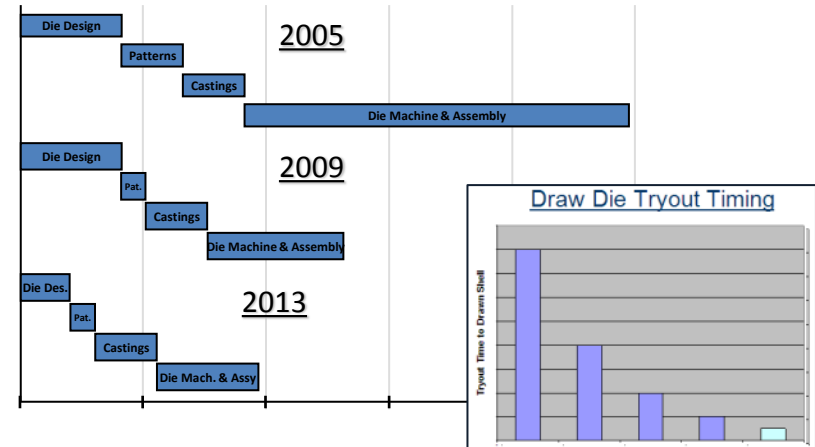 Die Design
2005
Patterns
Castings
Die Machine & Assembly
Die Design
2009
Pat.
Castings
Die Machine & Assembly
Die Des.
2013
Pat.
Castings
Die Mach. & Assy
Draw Die Tryout Timing
Tryout Time to Drawn Shell